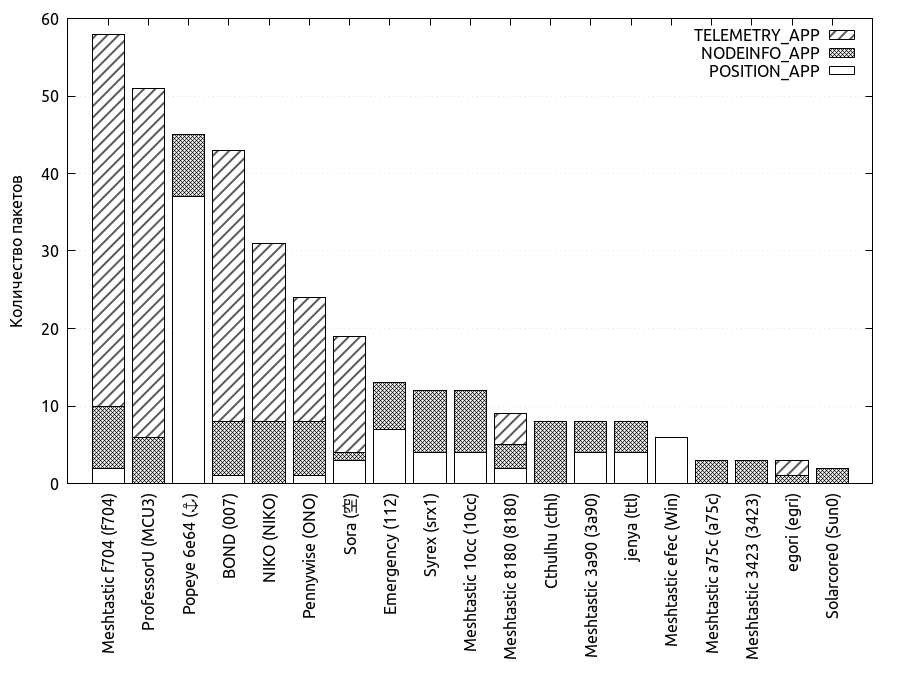 60
50
40
30
20
10
0
Количество пакетов
TELEMETRY_APP
NODEINFO_APP
POSITION_APP
Meshtastic f704 (f704)
ProfessorU (MCU3)
Popeye 6e64 (⚓)
BOND (007)
NIKO (NIKO)
Pennywise (ONO)
Sora (空)
Emergency (112)
Syrex (srx1)
Meshtastic 10cc (10cc)
Meshtastic 8180 (8180)
Cthulhu (cthl)
Meshtastic 3a90 (3a90)
jenya (ttl)
Meshtastic efec (Win)
Meshtastic a75c (a75c)
Meshtastic 3423 (3423)
egori (egri)
Solarcore0 (Sun0)